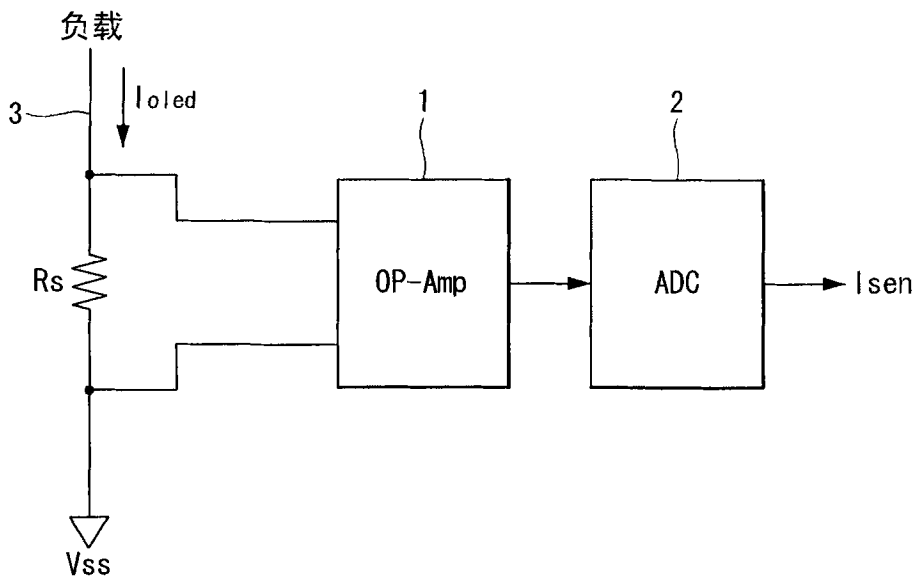 负载
Ioled
3
1
2
Rs
OP-Amp
ADC
Isen
Vss